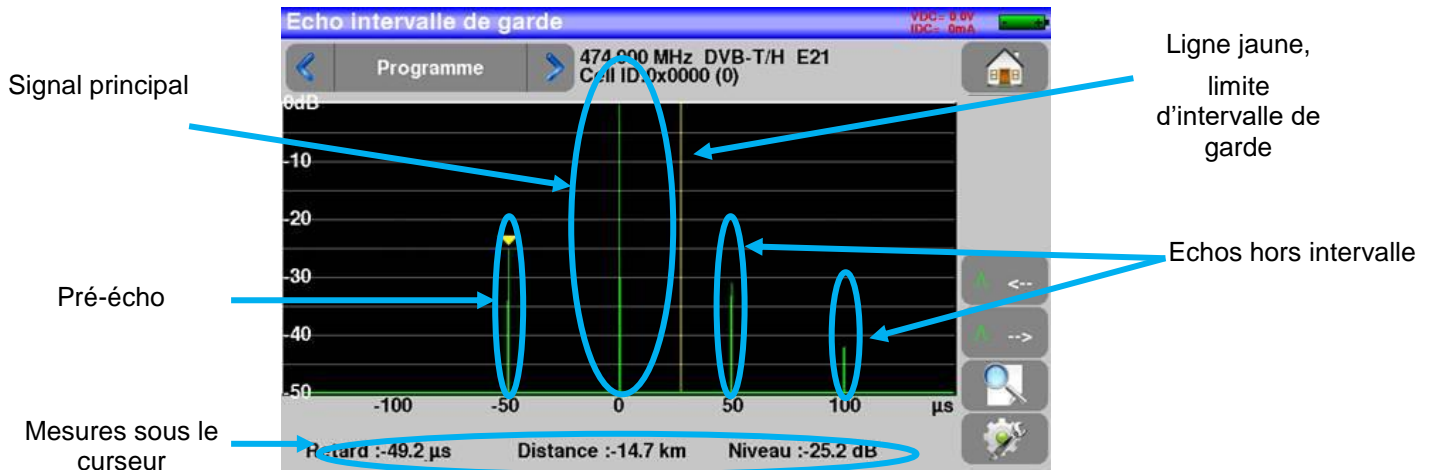 Echo intervalle de garde
VDC= 0.0V
IDC= 0mA
Programme
474.000 MHz DVB-T/H E21
Cell ID:0x0000 (0)
Signal principal
Ligne jaune,
limite
d'intervalle de
garde
0dB
-10
-20
-30
-40
-50
Echos hors intervalle
Pré-écho
<--
-->
-100 -50 0 50 100 µs
Mesures sous le
curseur
Retard :-49.2 µs Distance :-14.7 km Niveau :-25.2 dB